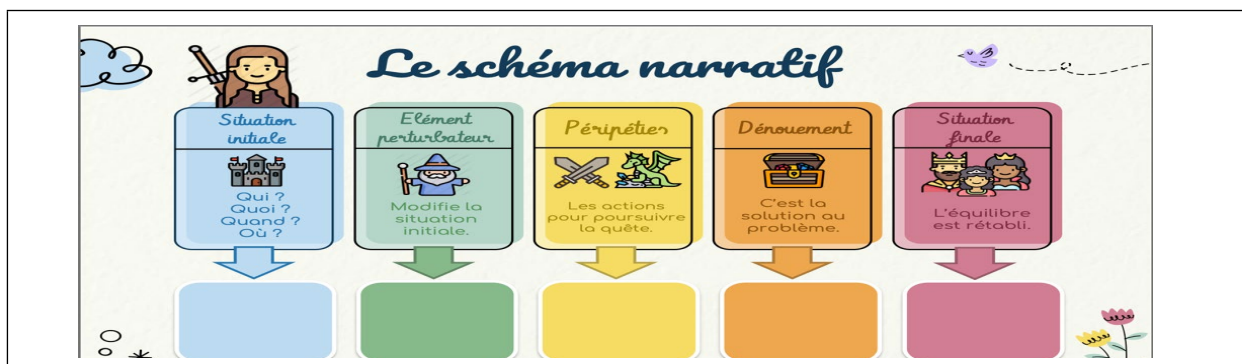 Le schéma narratif
Situation
initiale
Qui ?
Quoi ?
Quand ?
Où ?
Elément
perturbateur
Modifie la
situation
initiale.
Péripéties
Les actions
pour poursuivre
la quête.
Dénouement
C'est la
solution au
problème.
Situation
finale
L'équilibre
est rétabli.